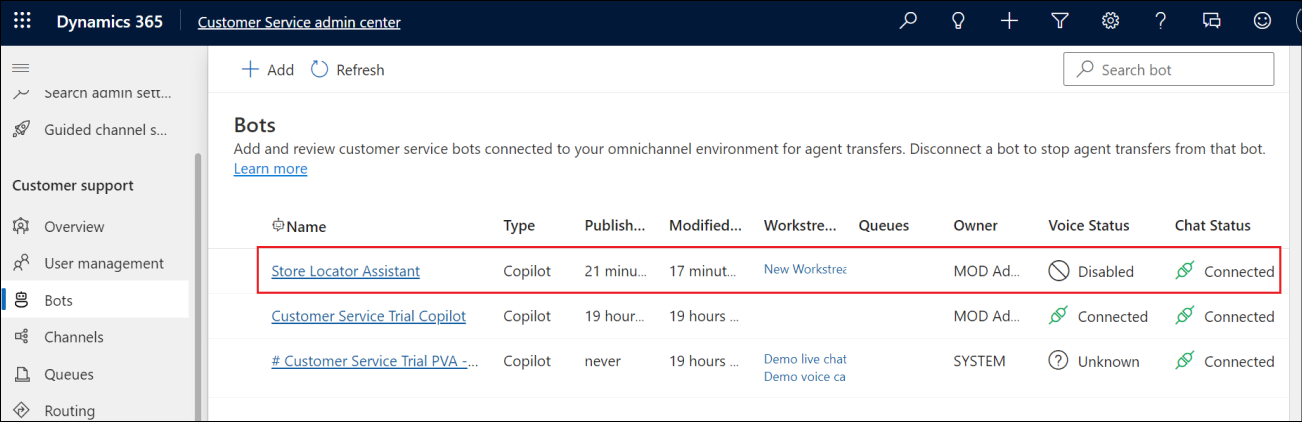 Dynamics 365 Customer Service admin center
Add Refresh Search bot
Search admin sett...
Guided channel s...
Customer support
Overview
User management
Bots
Channels
Queues
Routing
Bots
Add and review customer service bots connected to your omnichannel environment for agent transfers. Disconnect a bot to stop agent transfers from that bot.
Learn more
Name Type Publish... Modified... Workstre... Queues Owner Voice Status Chat Status
Store Locator Assistant Copilot 21 minu... 17 minut... New Workstrea MOD Ad... Disabled Connected
Customer Service Trial Copilot Copilot 19 hour... 19 hours ... MOD Ad... Connected Connected
# Customer Service Trial PVA -... Copilot never 19 hours ... Demo live chat SYSTEM Unknown Connected
Demo voice ca